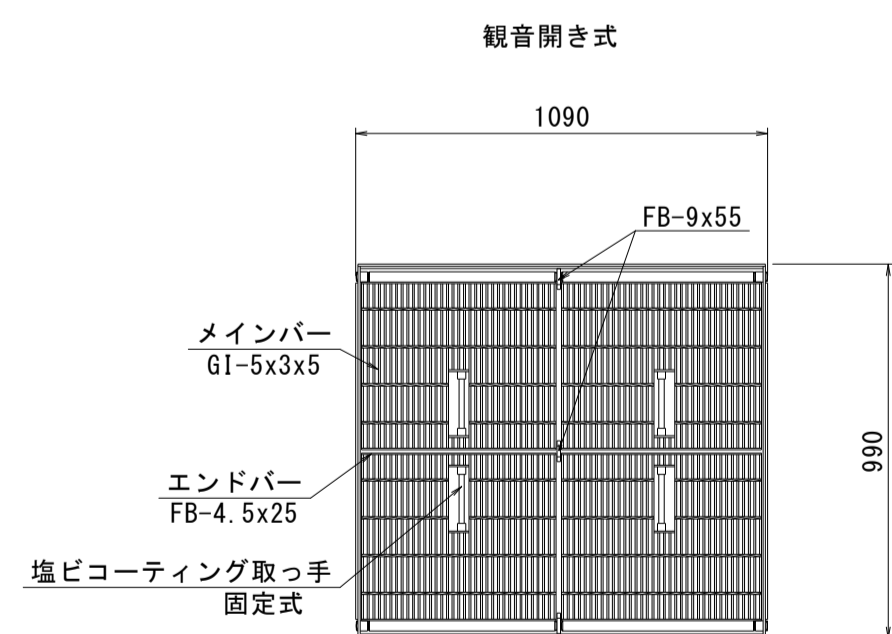 観音開き式
1090
FB-9x55
メインバー
GI-5x3x5
990
エンドバー
FB-4.5x25
塩ビコーティング取っ手
固定式